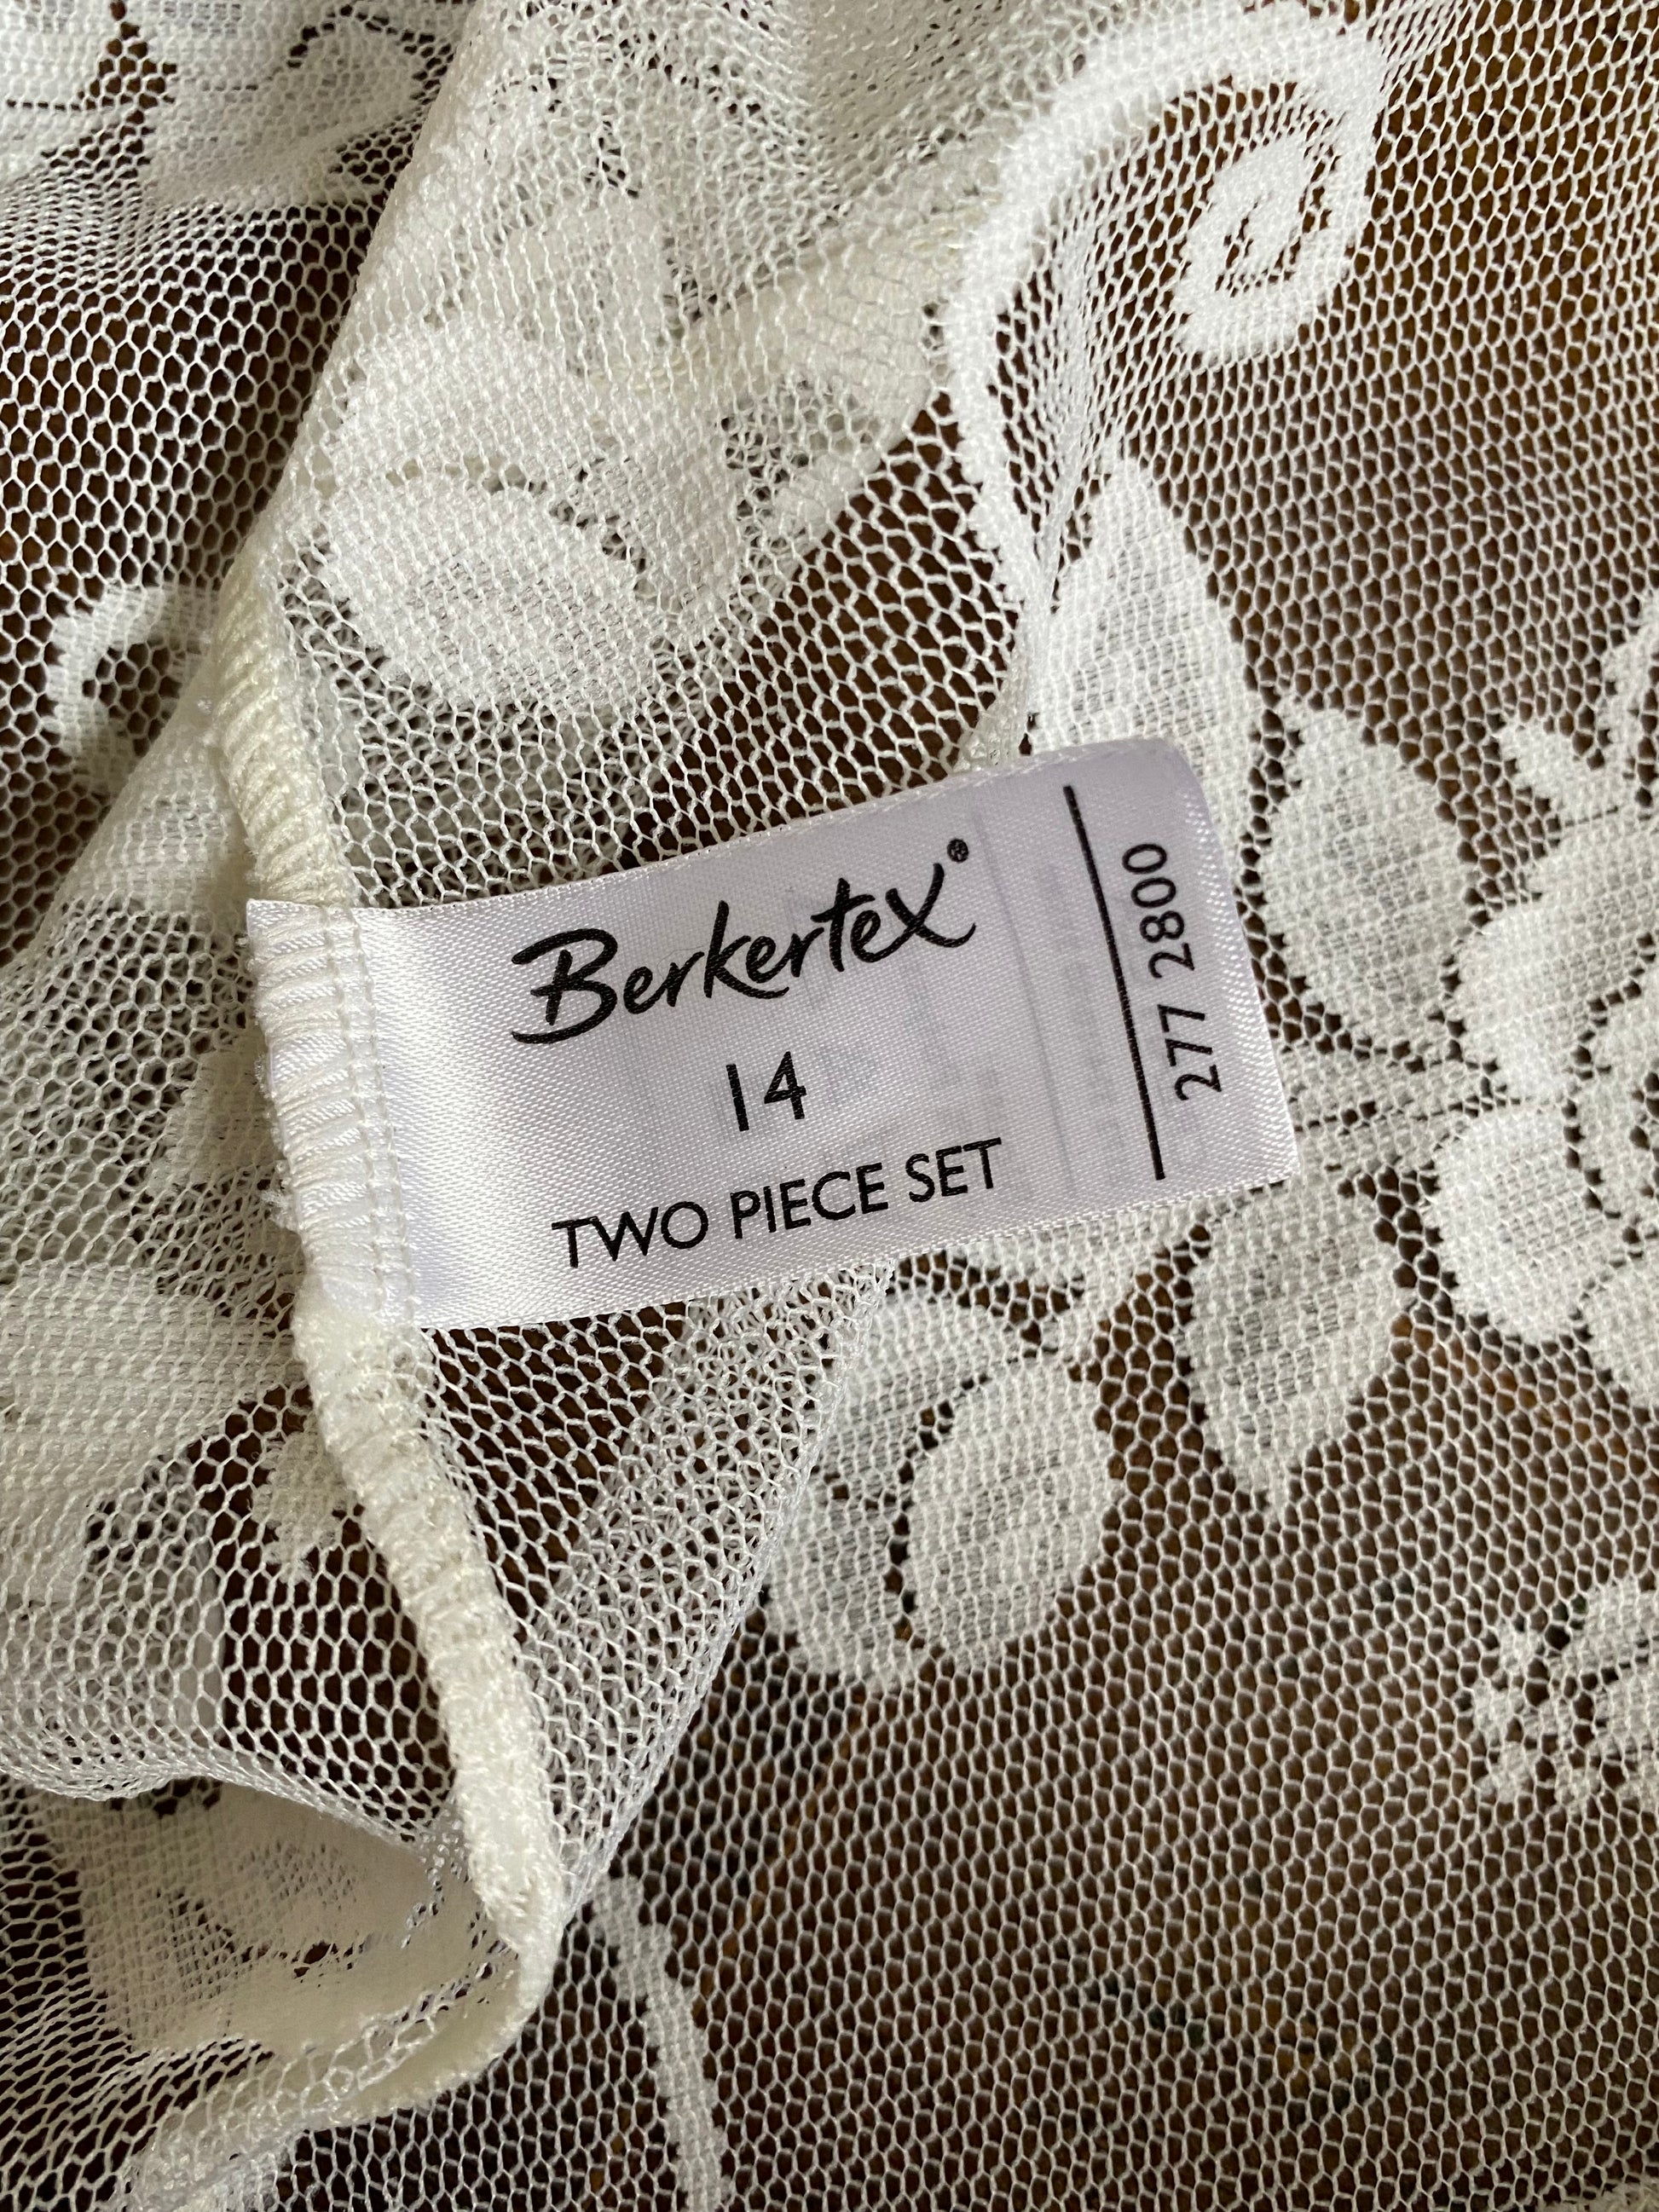 Berkertex®
14
TWO PIECE SET
277 2800